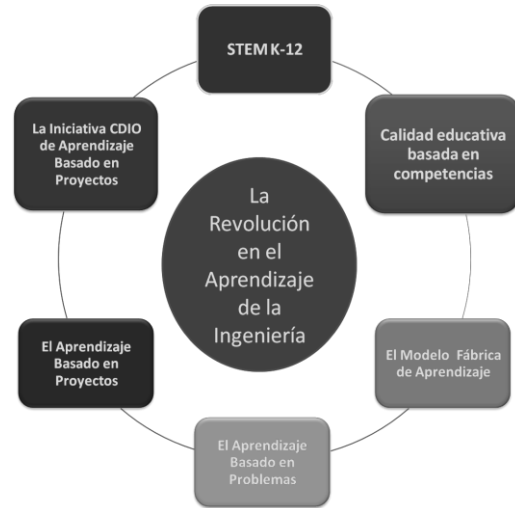 STEM K-12
La Iniciativa CDIO
de Aprendizaje
Basado en
Proyectos
Calidad educativa
basada en
competencias
La
Revolución
en el
Aprendizaje
de la
Ingeniería
El Aprendizaje
Basado en
Proyectos
El Modelo Fábrica
de Aprendizaje
El Aprendizaje
Basado en
Problemas